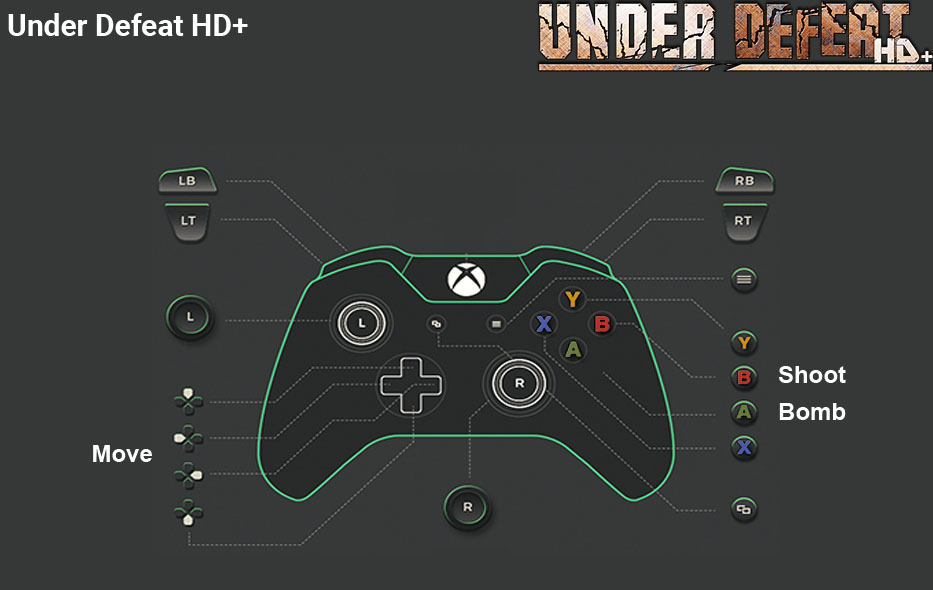 Under Defeat HD+
UNDER DEFEAT
HD+
LB
RB
LT
RT
Y
L
L
X
B
Y
A
R
B
Shoot
A
Bomb
Move
X
R